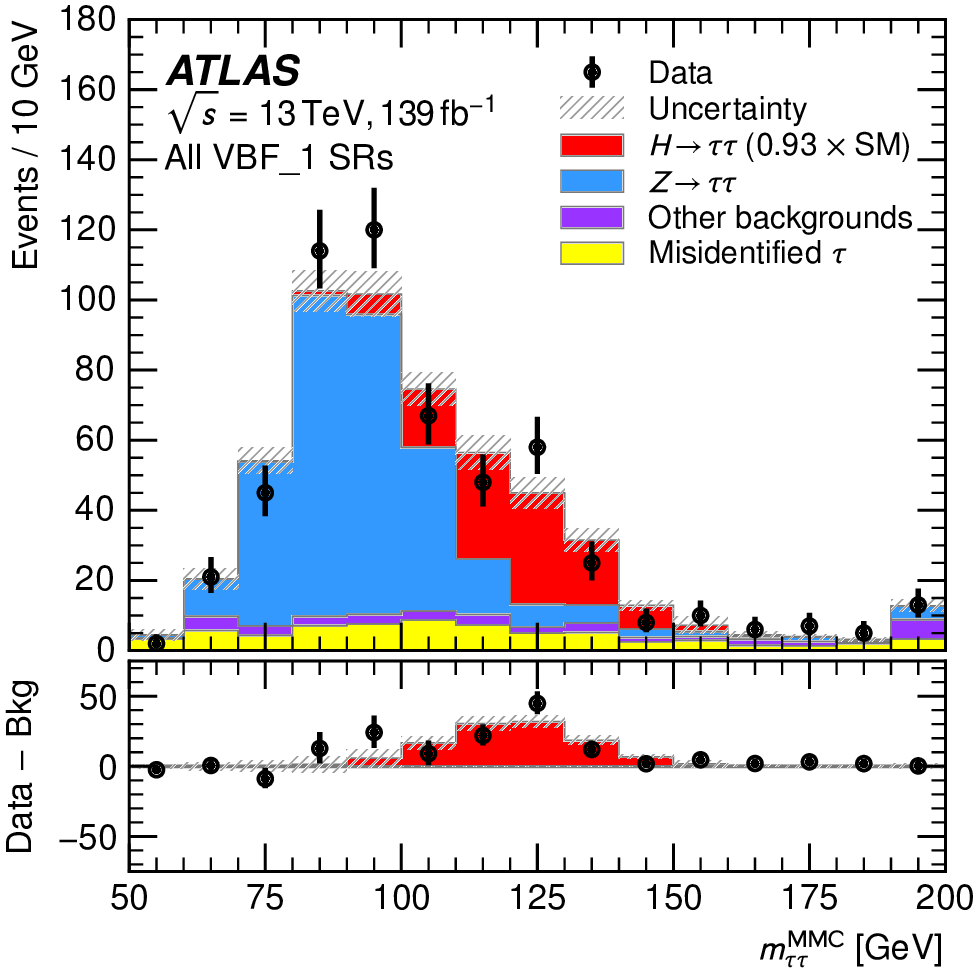 180
160
140
120
100
80
60
40
20
0
Events / 10 GeV
ATLAS
√s = 13 TeV, 139 fb⁻¹
All VBF_1 SRs
Data
Uncertainty
H → ττ (0.93 × SM)
Z → ττ
Other backgrounds
Misidentified τ
50
0
−50
Data − Bkg
50 75 100 125 150 175 200
m_ττ^MMC [GeV]